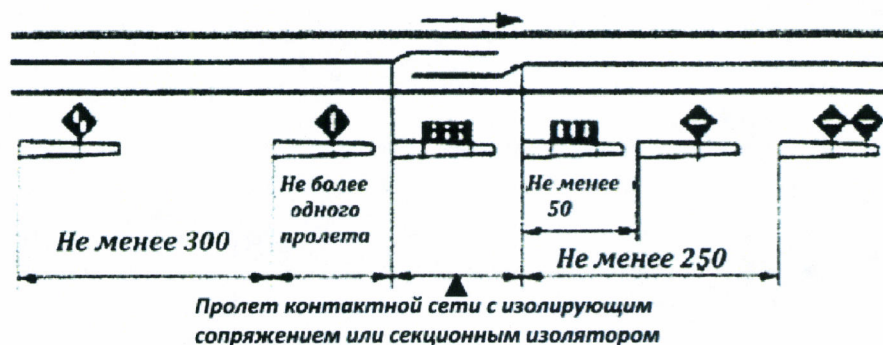 Не более
одного
пролета
Не менее
50
Не менее 300
Не менее 250
Пролет контактной сети с изолирующим
сопряжением или секционным изолятором